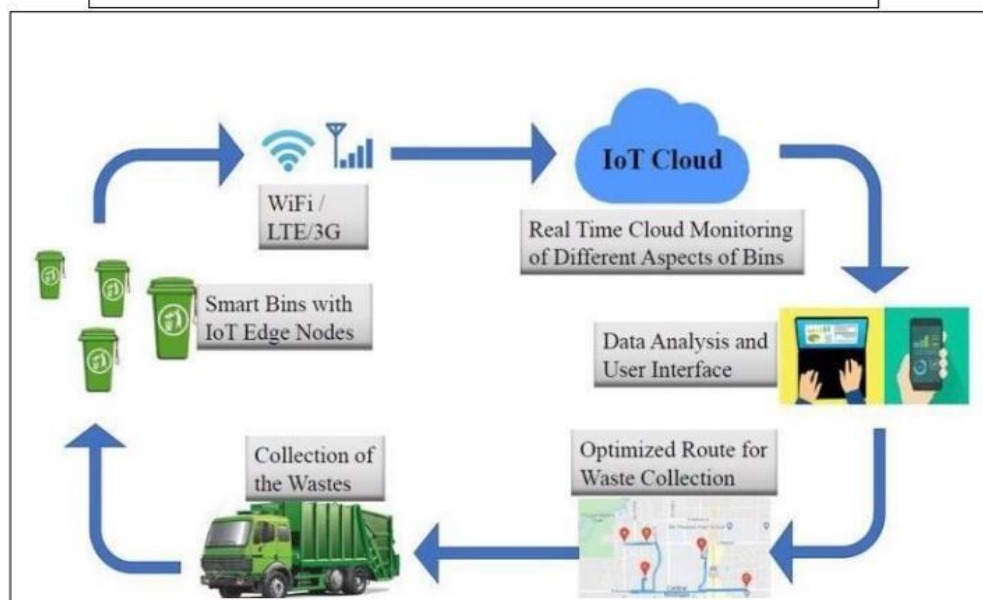 IoT Cloud
WiFi /
LTE/3G
Real Time Cloud Monitoring
of Different Aspects of Bins
Smart Bins with
IoT Edge Nodes
Data Analysis and
User Interface
Collection of
the Wastes
Optimized Route for
Waste Collection